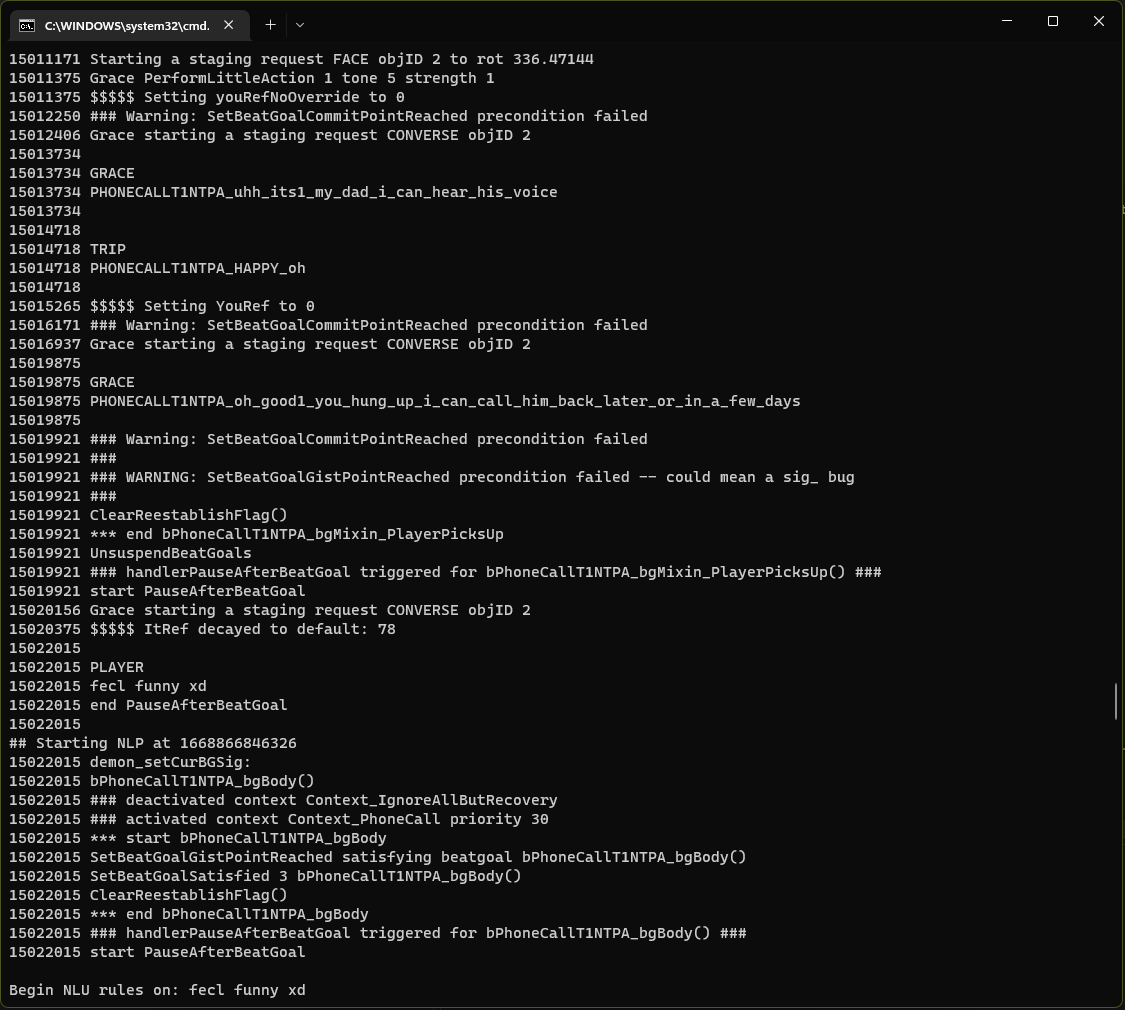 C:\WINDOWS\system32\cmd.
15011171 Starting a staging request FACE objID 2 to rot 336.47144
15011375 Grace PerformLittleAction 1 tone 5 strength 1
15011375 $$$$$ Setting youRefNoOverride to 0
15012250 ### Warning: SetBeatGoalCommitPointReached precondition failed
15012406 Grace starting a staging request CONVERSE objID 2
15013734
15013734 GRACE
15013734 PHONECALLT1NTPA_uhh_its1_my_dad_i_can_hear_his_voice
15013734
15014718
15014718 TRIP
15014718 PHONECALLT1NTPA_HAPPY_oh
15014718
15015265 $$$$$ Setting YouRef to 0
15016171 ### Warning: SetBeatGoalCommitPointReached precondition failed
15016937 Grace starting a staging request CONVERSE objID 2
15019875
15019875 GRACE
15019875 PHONECALLT1NTPA_oh_good1_you_hung_up_i_can_call_him_back_later_or_in_a_few_days
15019875
15019921 ### Warning: SetBeatGoalCommitPointReached precondition failed
15019921 ###
15019921 ### WARNING: SetBeatGoalGistPointReached precondition failed -- could mean a sig_ bug
15019921 ###
15019921 ClearReestablishFlag()
15019921 *** end bPhoneCallT1NTPA_bgMixin_PlayerPicksUp
15019921 UnsuspendBeatGoals
15019921 ### handlerPauseAfterBeatGoal triggered for bPhoneCallT1NTPA_bgMixin_PlayerPicksUp() ###
15019921 start PauseAfterBeatGoal
15020156 Grace starting a staging request CONVERSE objID 2
15020375 $$$$$ ItRef decayed to default: 78
15022015
15022015 PLAYER
15022015 fecl funny xd
15022015 end PauseAfterBeatGoal
15022015
## Starting NLP at 1668866846326
15022015 demon_setCurBGSig:
15022015 bPhoneCallT1NTPA_bgBody()
15022015 ### deactivated context Context_IgnoreAllButRecovery
15022015 ### activated context Context_PhoneCall priority 30
15022015 *** start bPhoneCallT1NTPA_bgBody
15022015 SetBeatGoalGistPointReached satisfying beatgoal bPhoneCallT1NTPA_bgBody()
15022015 SetBeatGoalSatisfied 3 bPhoneCallT1NTPA_bgBody()
15022015 ClearReestablishFlag()
15022015 *** end bPhoneCallT1NTPA_bgBody
15022015 ### handlerPauseAfterBeatGoal triggered for bPhoneCallT1NTPA_bgBody() ###
15022015 start PauseAfterBeatGoal
Begin NLU rules on: fecl funny xd